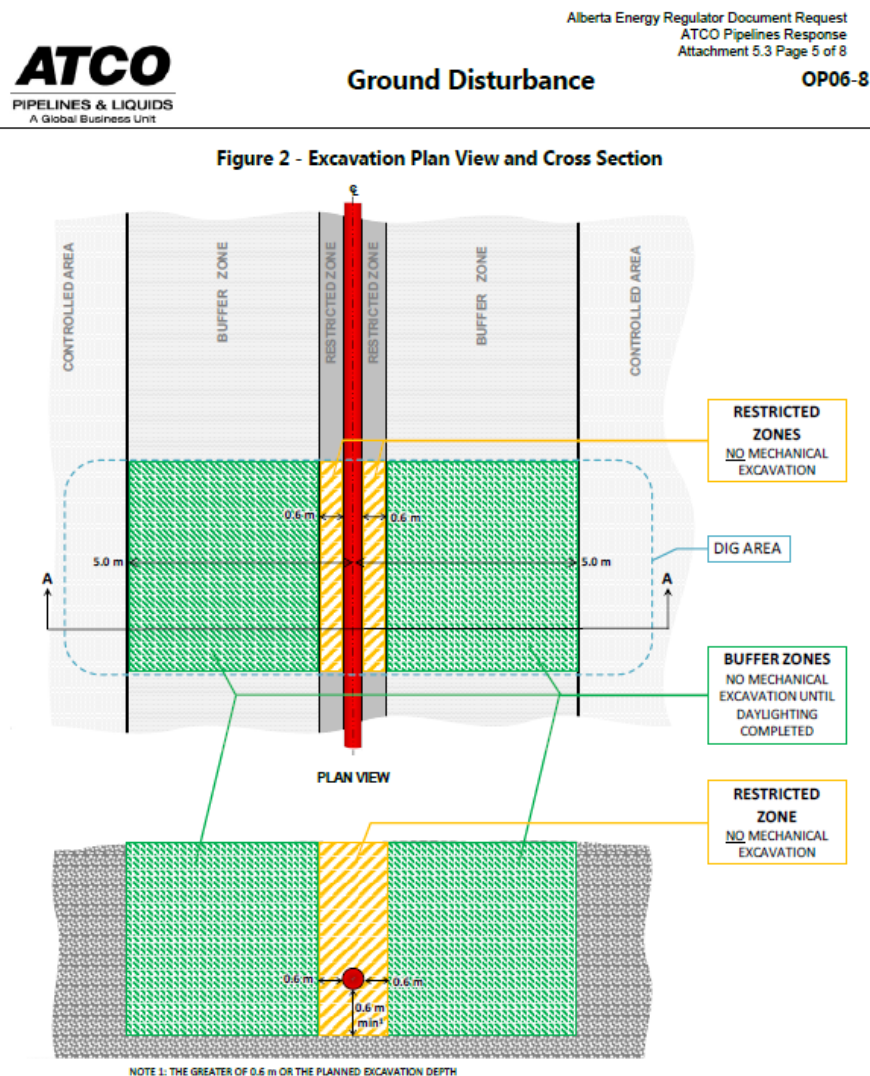 Alberta Energy Regulator Document Request
ATCO Pipelines Response
Attachment 5.3 Page 5 of 8
ATCO
PIPELINES & LIQUIDS
A Global Business Unit
Ground Disturbance
OP06-8
Figure 2 - Excavation Plan View and Cross Section
℄
CONTROLLED AREA
BUFFER ZONE
RESTRICTED ZONE
RESTRICTED ZONE
BUFFER ZONE
CONTROLLED AREA
RESTRICTED
ZONES
NO MECHANICAL
EXCAVATION
0.6 m
0.6 m
DIG AREA
5.0 m
5.0 m
A
A
BUFFER ZONES
NO MECHANICAL
EXCAVATION UNTIL
DAYLIGHTING
COMPLETED
PLAN VIEW
RESTRICTED
ZONE
NO MECHANICAL
EXCAVATION
0.6 m
0.6 m
0.6 m
min¹
NOTE 1: THE GREATER OF 0.6 m OR THE PLANNED EXCAVATION DEPTH